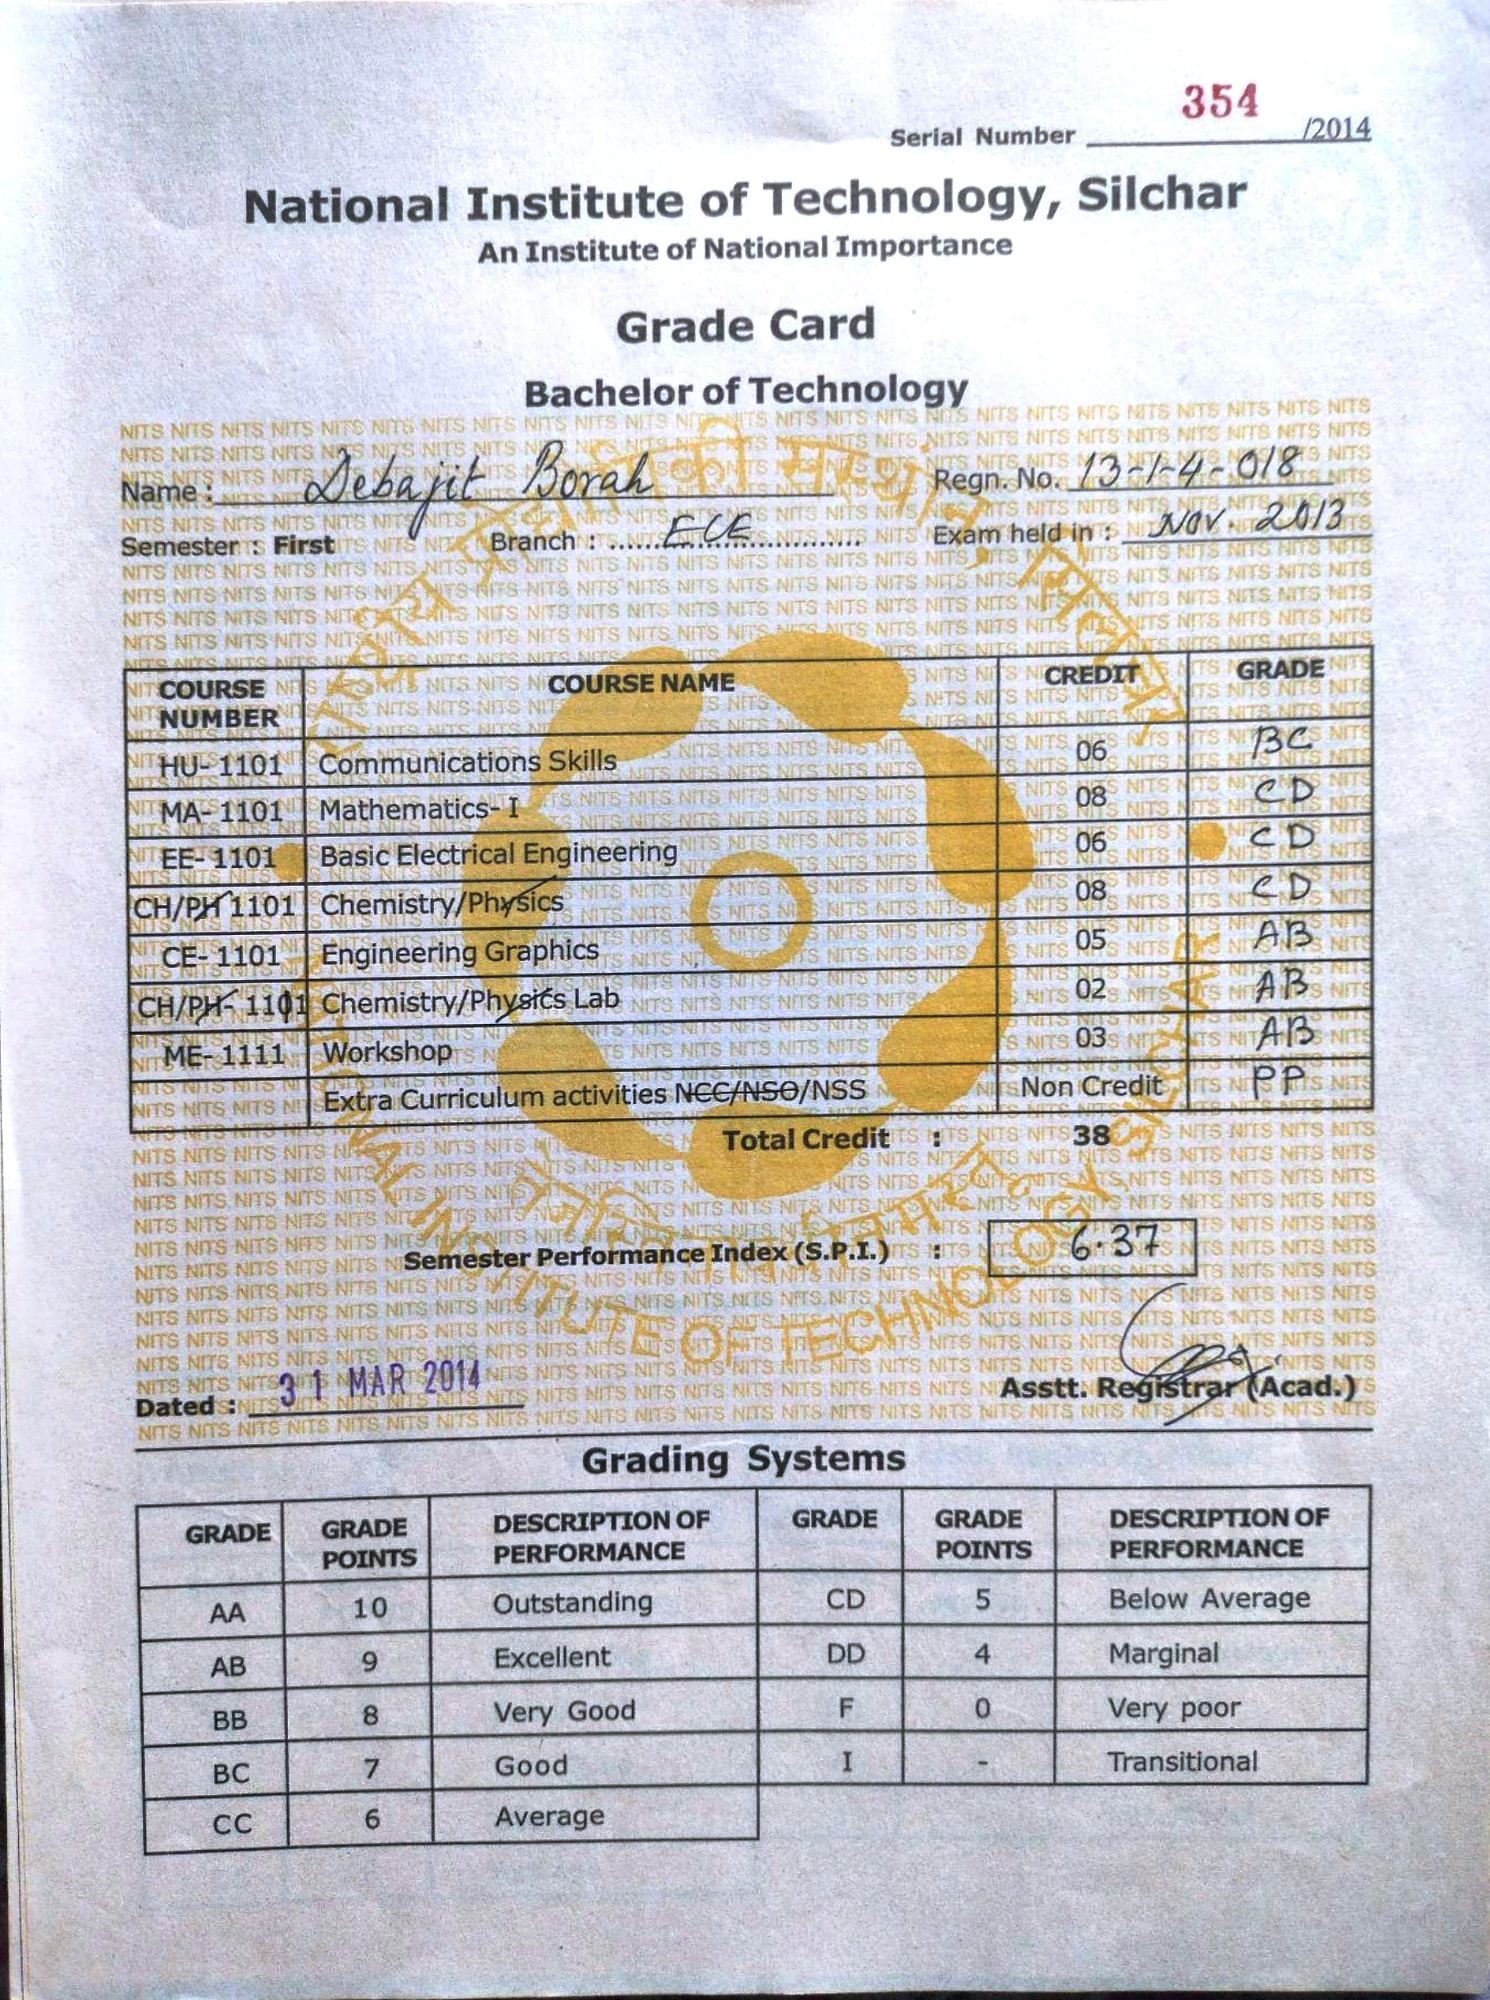 354
Serial Number /2014
National Institute of Technology, Silchar
An Institute of National Importance
Grade Card
Bachelor of Technology
Name : Debajit Borah Regn. No. 13-1-4-018
Semester : First Branch : ECE Exam held in : Nov. 2013
COURSE NUMBER COURSE NAME CREDIT GRADE
HU- 1101 Communications Skills 06 BC
MA- 1101 Mathematics- I 08 CD
EE- 1101 Basic Electrical Engineering 06 CD
CH/PH 1101 Chemistry/Physics 08 CD
CE- 1101 Engineering Graphics 05 AB
CH/PH- 1101 Chemistry/Physics Lab 02 AB
ME- 1111 Workshop 03 AB
Extra Curriculum activities NCC/NSO/NSS Non Credit PP
Total Credit : 38
Semester Performance Index (S.P.I.) : 6.37
Dated : 31 MAR 2014 Asstt. Registrar (Acad.)
NATIONAL INSTITUTE OF TECHNOLOGY, SILCHAR
Grading Systems
GRADE GRADE POINTS DESCRIPTION OF PERFORMANCE GRADE GRADE POINTS DESCRIPTION OF PERFORMANCE
AA 10 Outstanding CD 5 Below Average
AB 9 Excellent DD 4 Marginal
BB 8 Very Good F 0 Very poor
BC 7 Good I - Transitional
CC 6 Average